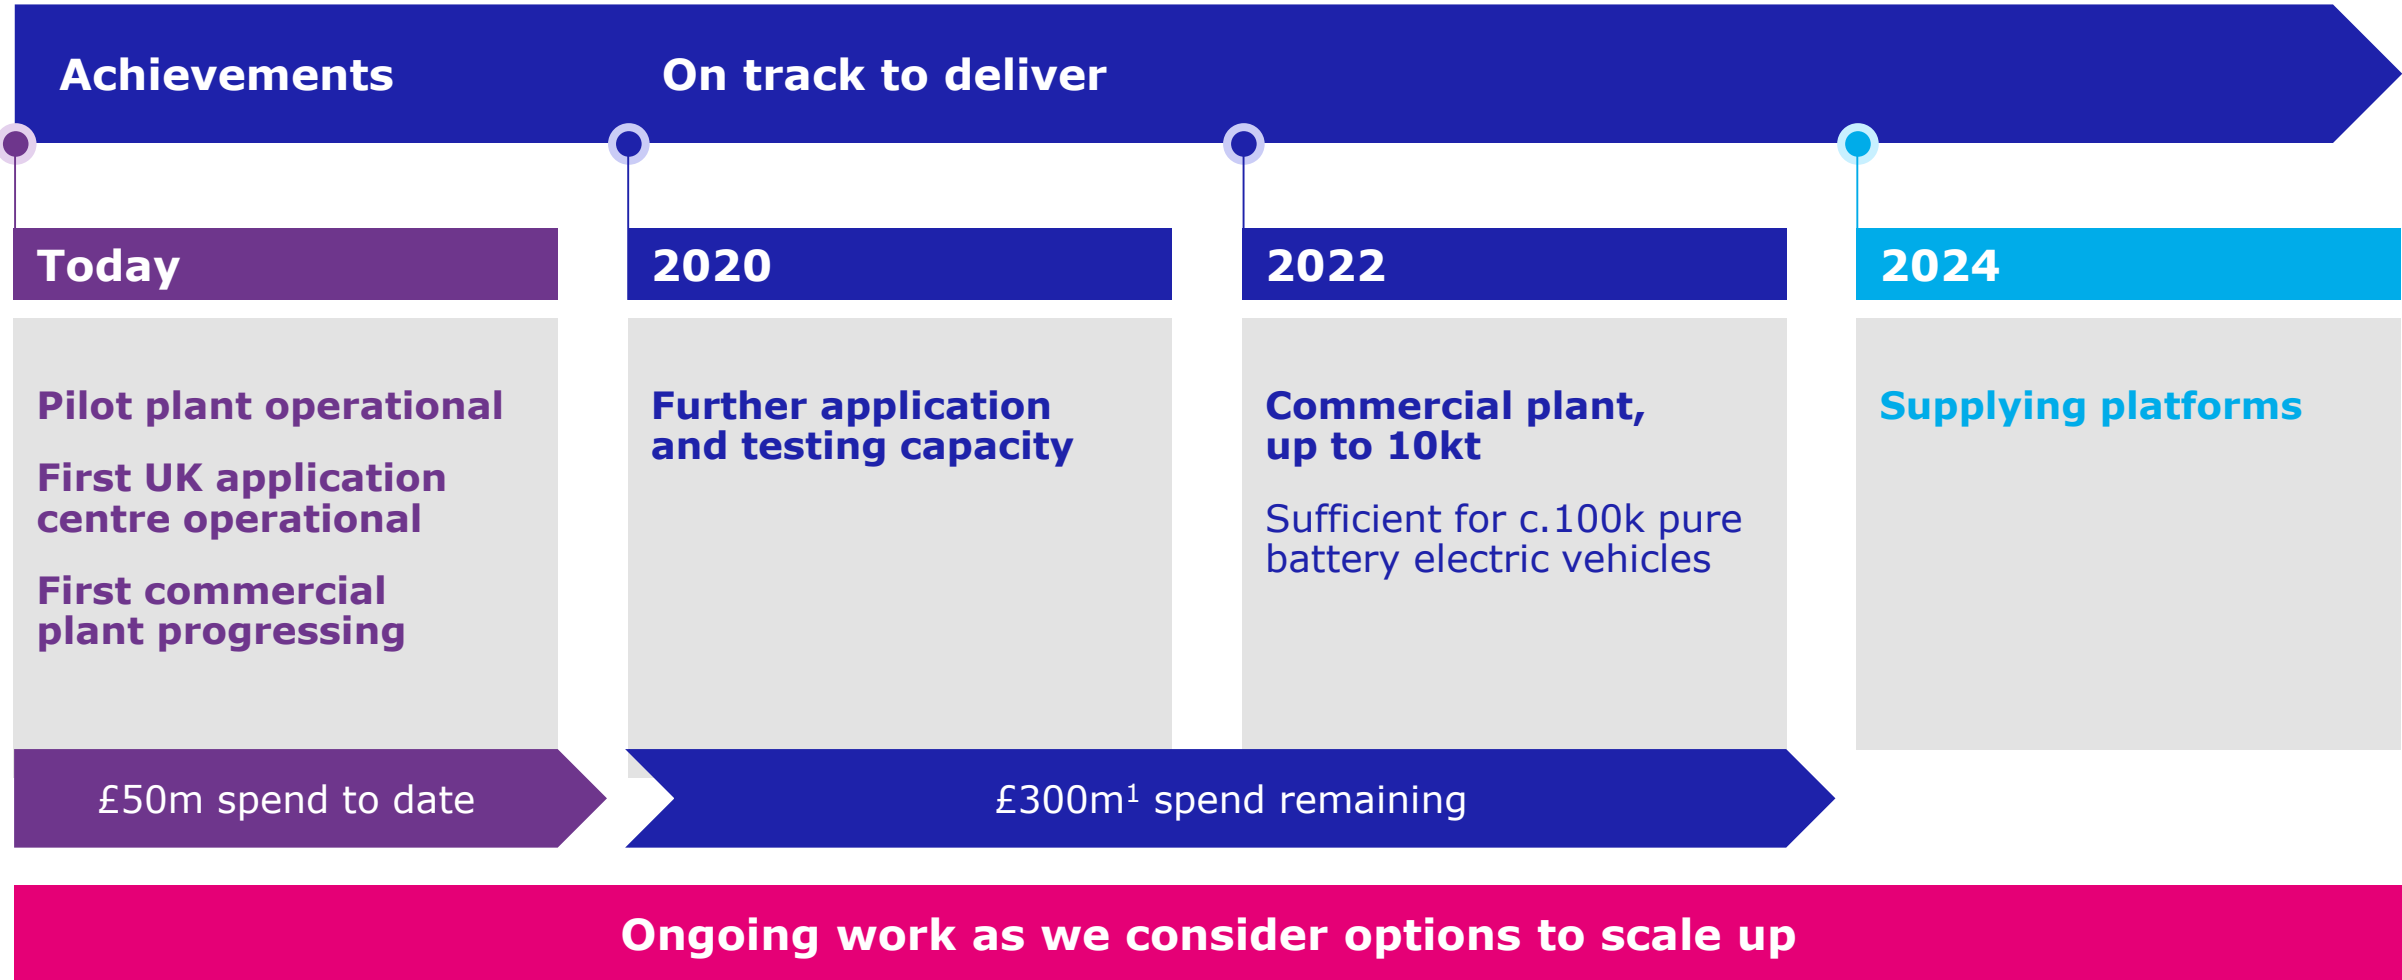 Achievements
On track to deliver
Today
Pilot plant operational
First UK application
centre operational
First commercial
plant progressing
£50m spend to date
2020
Further application
and testing capacity
2022
Commercial plant,
up to 10kt
Sufficient for c.100k pure
battery electric vehicles
£300m¹ spend remaining
2024
Supplying platforms
Ongoing work as we consider options to scale up